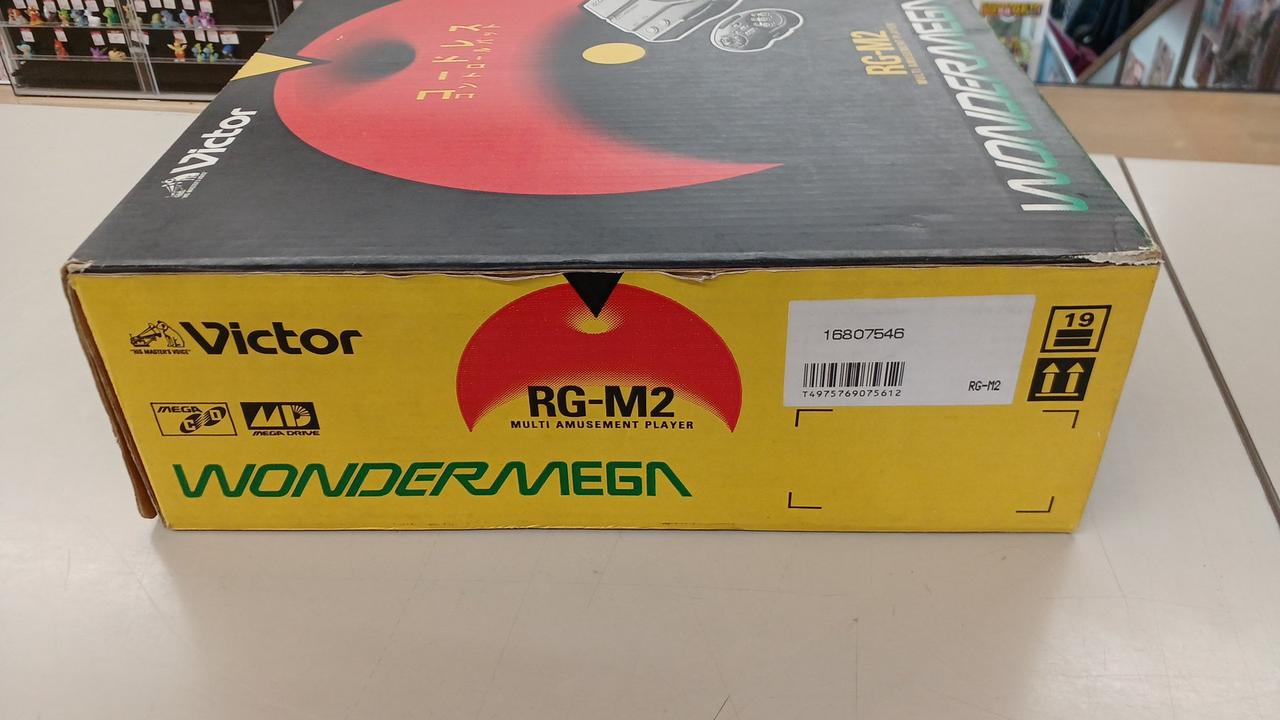 コードレス
コントロールパッド
RG-M2
WONDERMEGA
Victor
Victor
"HIS MASTER'S VOICE"
MEGA
CD
MD
MEGA DRIVE
WONDERMEGA
RG-M2
MULTI AMUSEMENT PLAYER
16807546
T4975769075612
RG-M2
19